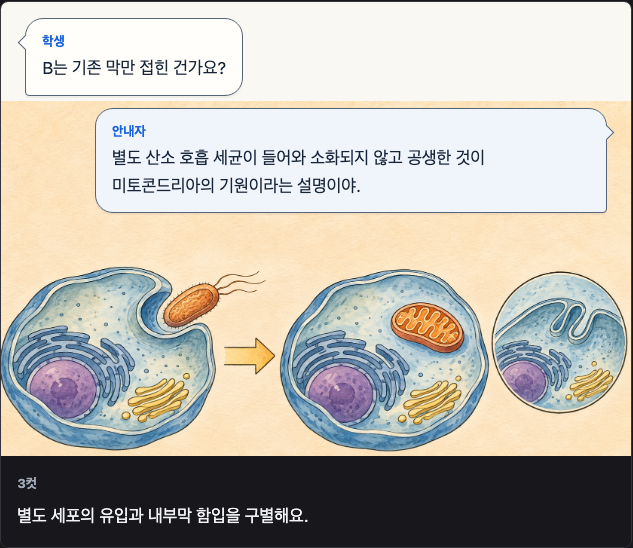 학생
B는 기존 막만 접힌 건가요?
안내자
별도 산소 호흡 세균이 들어와 소화되지 않고 공생한 것이
미토콘드리아의 기원이라는 설명이야.
3컷
별도 세포의 유입과 내부막 함입을 구별해요.